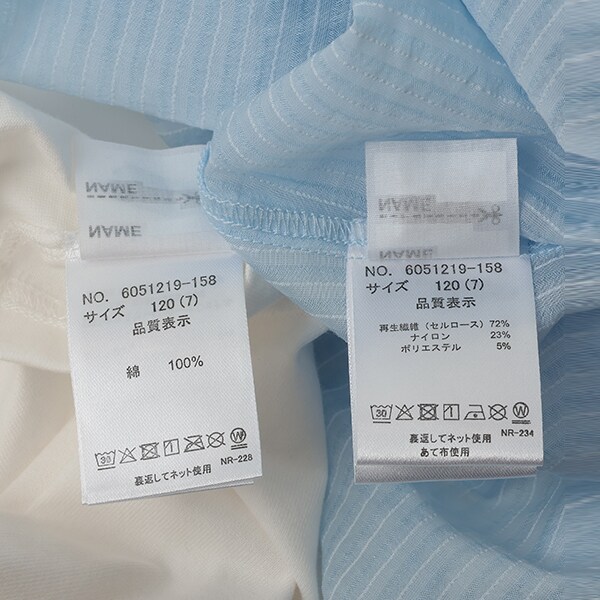 NAME
NAME
NO. 6051219-158
サイズ 120(7)
品質表示
綿 100%
30
W
NR-228
裏返してネット使用
NAME
NAME
NO. 6051219-158
サイズ 120(7)
品質表示
再生繊維(セルロース) 72%
ナイロン 23%
ポリエステル 5%
30
W
裏返してネット使用
NR-234
あて布使用